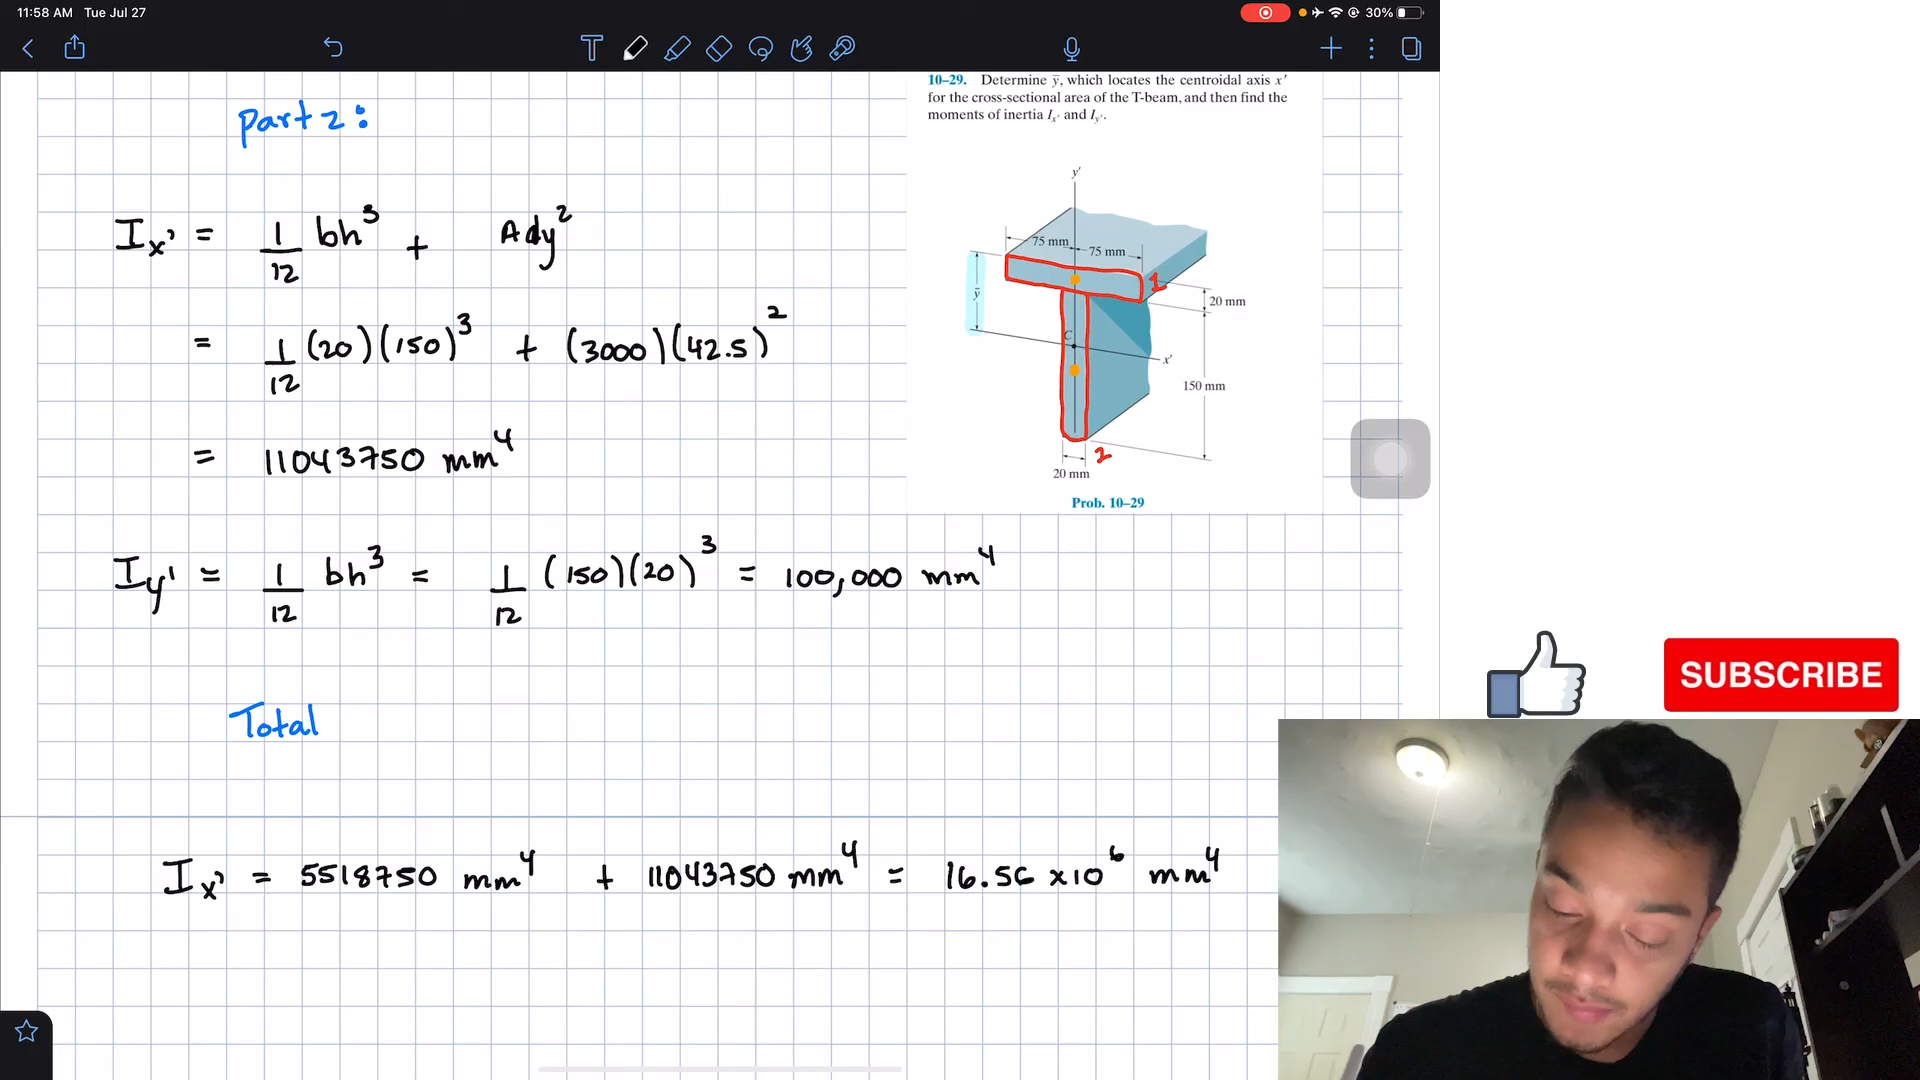 11:58 AM Tue Jul 27
30%
10–29. Determine ȳ, which locates the centroidal axis x′
for the cross-sectional area of the T-beam, and then find the
moments of inertia Ix′ and Iy′.
Part 2:
y′
75 mm
75 mm
1
ȳ
20 mm
C
x′
150 mm
2
20 mm
Prob. 10–29
Ix' = 1/12 bh³ + Ady²
= 1/12 (20)(150)³ + (3000)(42.5)²
= 11043750 mm⁴
Iy' = 1/12 bh³ = 1/12 (150)(20)³ = 100,000 mm⁴
SUBSCRIBE
Total
Ix' = 5518750 mm⁴ + 11043750 mm⁴ = 16.56 x10⁶ mm⁴